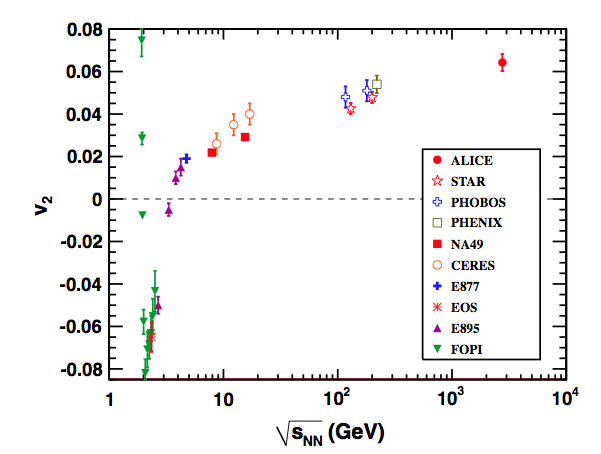 0.08
0.06
0.04
0.02
0
-0.02
-0.04
-0.06
-0.08
v2
1
10
10^2
10^3
10^4
√sNN (GeV)
ALICE
STAR
PHOBOS
PHENIX
NA49
CERES
E877
EOS
E895
FOPI